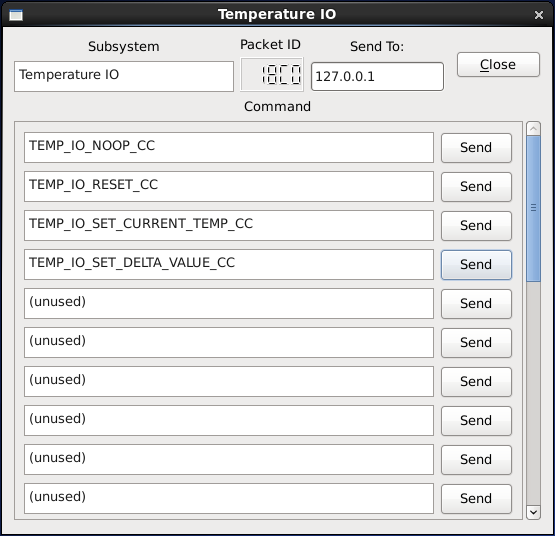 Temperature IO
Subsystem
Packet ID
Send To:
Temperature IO
18C0
127.0.0.1
Close
Command
TEMP_IO_NOOP_CC
Send
TEMP_IO_RESET_CC
Send
TEMP_IO_SET_CURRENT_TEMP_CC
Send
TEMP_IO_SET_DELTA_VALUE_CC
Send
(unused)
Send
(unused)
Send
(unused)
Send
(unused)
Send
(unused)
Send
(unused)
Send